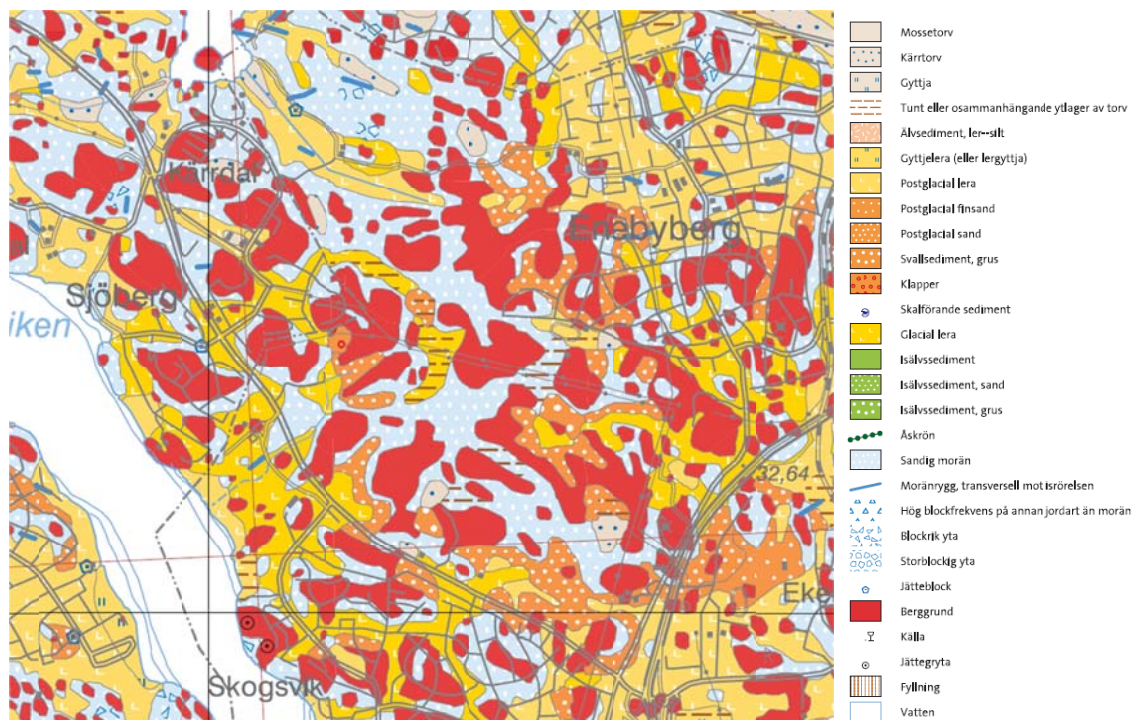 Kärrdal
Enebyberg
Sjöberg
iken
32,64
Eke
Skogsvik
Mossetorv
Kärrtorv
Gyttja
Tunt eller osammanhängande ytlager av torv
Älvsediment, ler--silt
Gyttjelera (eller lergyttja)
Postglacial lera
Postglacial finsand
Postglacial sand
Svallsediment, grus
Klapper
Skalförande sediment
Glacial lera
Isälvssediment
Isälvssediment, sand
Isälvssediment, grus
Åskrön
Sandig morän
Moränrygg, transversell mot isrörelsen
Hög blockfrekvens på annan jordart än morän
Blockrik yta
Storblockig yta
Jätteblock
Berggrund
Källa
Jättegryta
Fyllning
Vatten